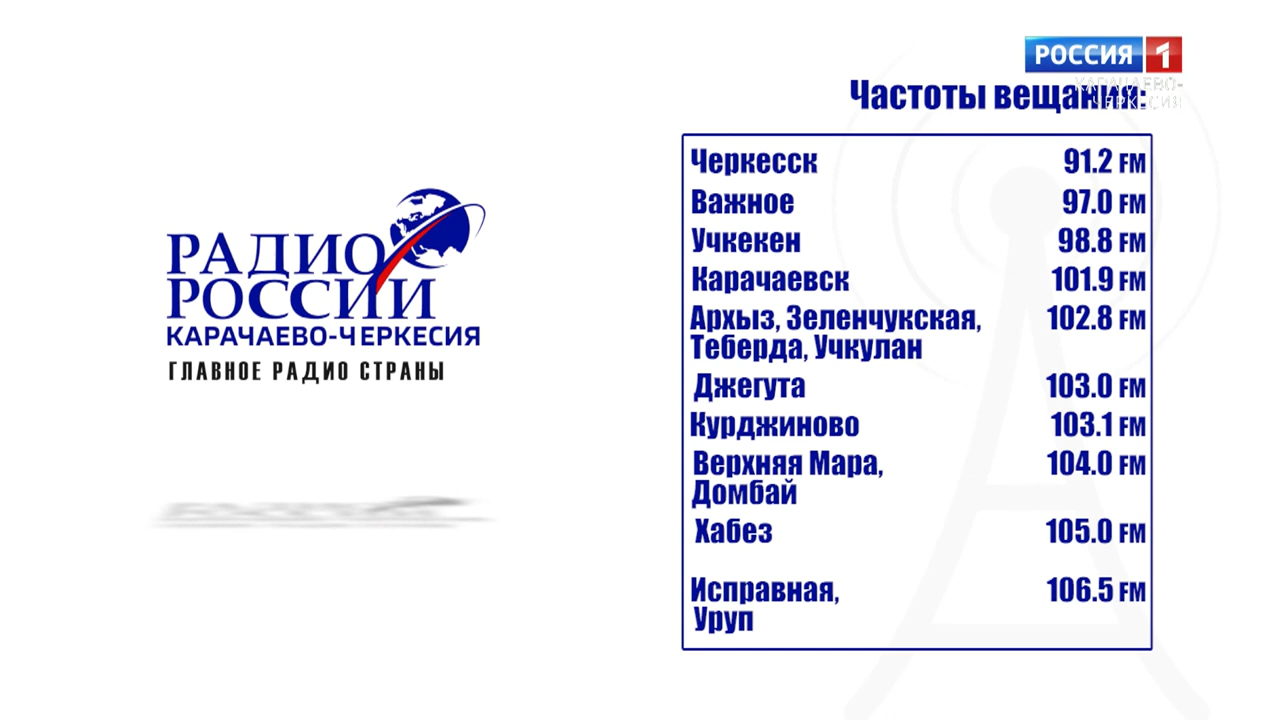 РОССИЯ 1
КАРАЧАЕВО-
ЧЕРКЕСИЯ
Частоты вещания:
РАДИО
РОССИИ
КАРАЧАЕВО-ЧЕРКЕСИЯ
ГЛАВНОЕ РАДИО СТРАНЫ
Черкесск 91.2 FM
Важное 97.0 FM
Учкекен 98.8 FM
Карачаевск 101.9 FM
Архыз, Зеленчукская, 102.8 FM
Теберда, Учкулан
Джегута 103.0 FM
Курджиново 103.1 FM
Верхняя Мара, 104.0 FM
Домбай
Хабез 105.0 FM
Исправная, 106.5 FM
Уруп